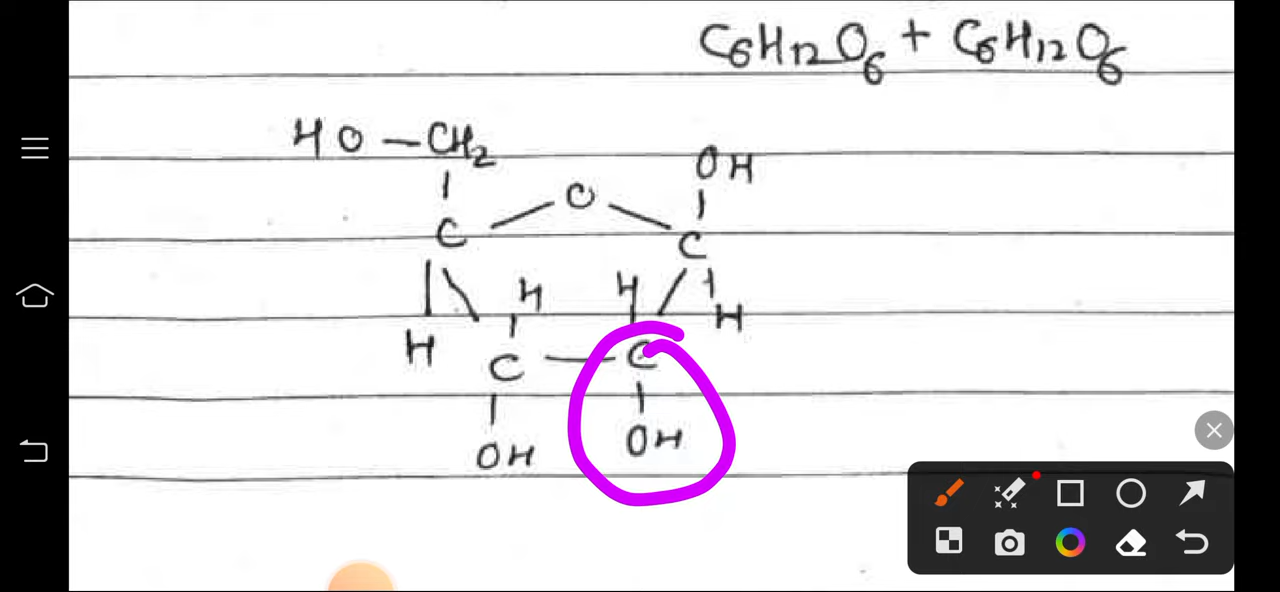 C6H12O6 + C6H12O6
HO — CH2
OH
O
C C
H H
H H
C — C
OH OH